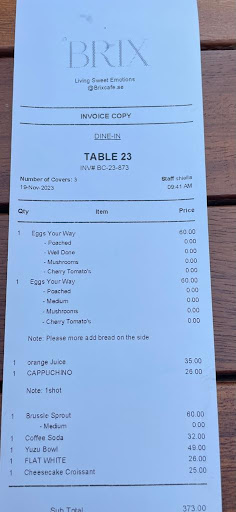 BRIX
Living Sweet Emotions
@Brixcafe.ae
INVOICE COPY
DINE-IN
TABLE 23
INV# BC-23-873
Number of Covers: 3 Staff
19-Nov-2023 09:41 AM
Qty Item Price
1 Eggs Your Way 60.00
- Poached 0.00
- Well Done 0.00
- Mushrooms 0.00
- Cherry Tomato's 0.00
1 Eggs Your Way 60.00
- Poached 0.00
- Medium 0.00
- Mushrooms 0.00
- Cherry Tomato's 0.00
Note: Please more add bread on the side
1 orange Juice 35.00
1 CAPPUCHINO 26.00
Note: 1shot
1 Brussle Sprout 60.00
- Medium 0.00
1 Coffee Soda 32.00
1 Yuzu Bowl 49.00
1 FLAT WHITE 26.00
1 Cheesecake Croissant 25.00
Sub Total 373.00